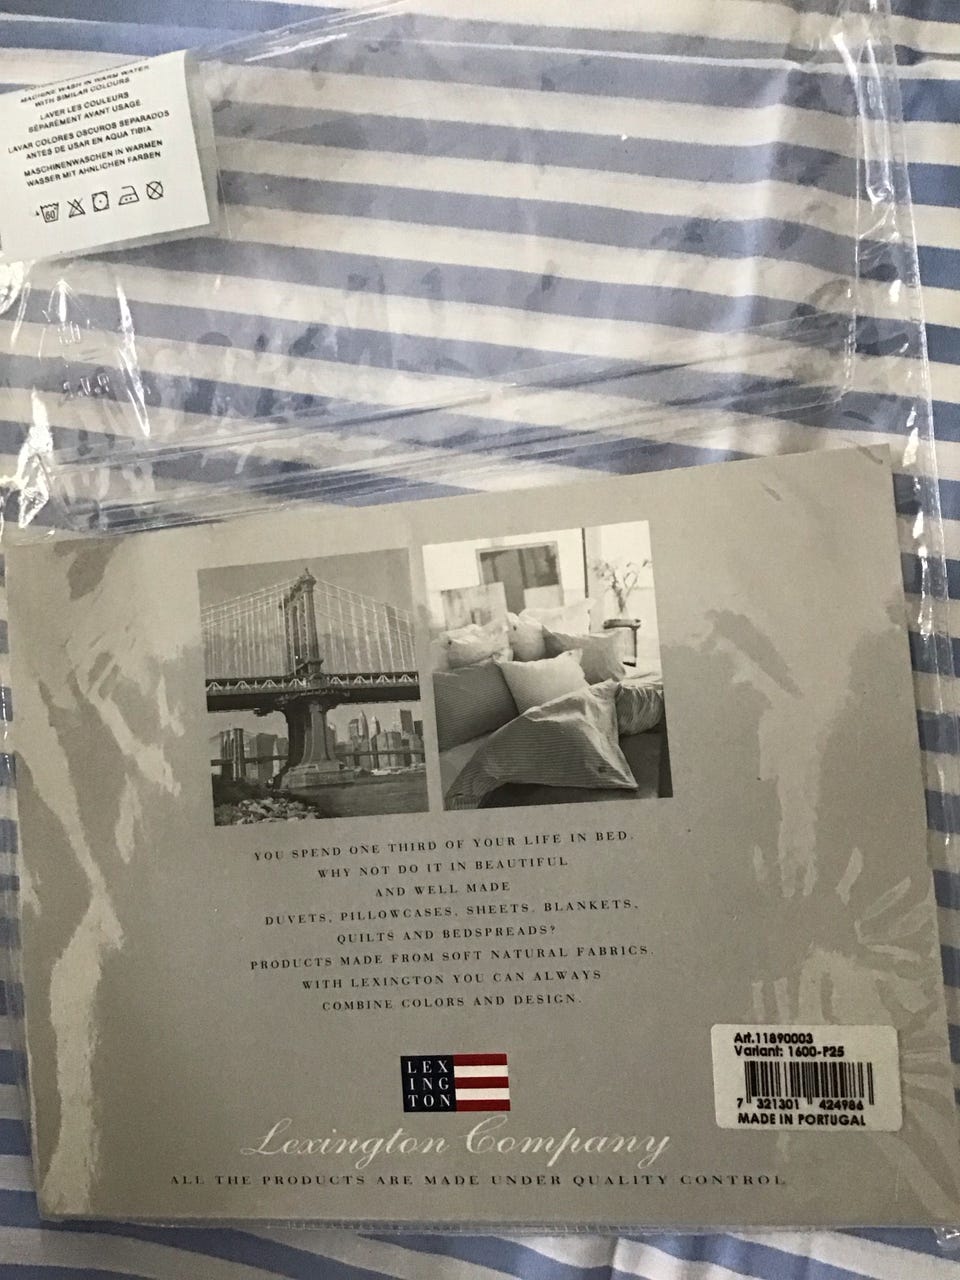 MACHINE WASH IN WARM WATER
WITH SIMILAR COLOURS
LAVER LES COULEURS
SÉPARÉMENT AVANT USAGE
LAVAR COLORES OSCUROS SEPARADOS
ANTES DE USAR EN AQUA TIBIA
MASCHINENWASCHEN IN WARMEN
WASSER MIT AHNLICHEN FARBEN
60
YOU SPEND ONE THIRD OF YOUR LIFE IN BED.
WHY NOT DO IT IN BEAUTIFUL
AND WELL MADE
DUVETS, PILLOWCASES, SHEETS, BLANKETS,
QUILTS AND BEDSPREADS?
PRODUCTS MADE FROM SOFT NATURAL FABRICS.
WITH LEXINGTON YOU CAN ALWAYS
COMBINE COLORS AND DESIGN.
LEX
ING
TON
Lexington Company
ALL THE PRODUCTS ARE MADE UNDER QUALITY CONTROL
Art.11890003
Variant: 1600-P25
7 321301 424986
MADE IN PORTUGAL